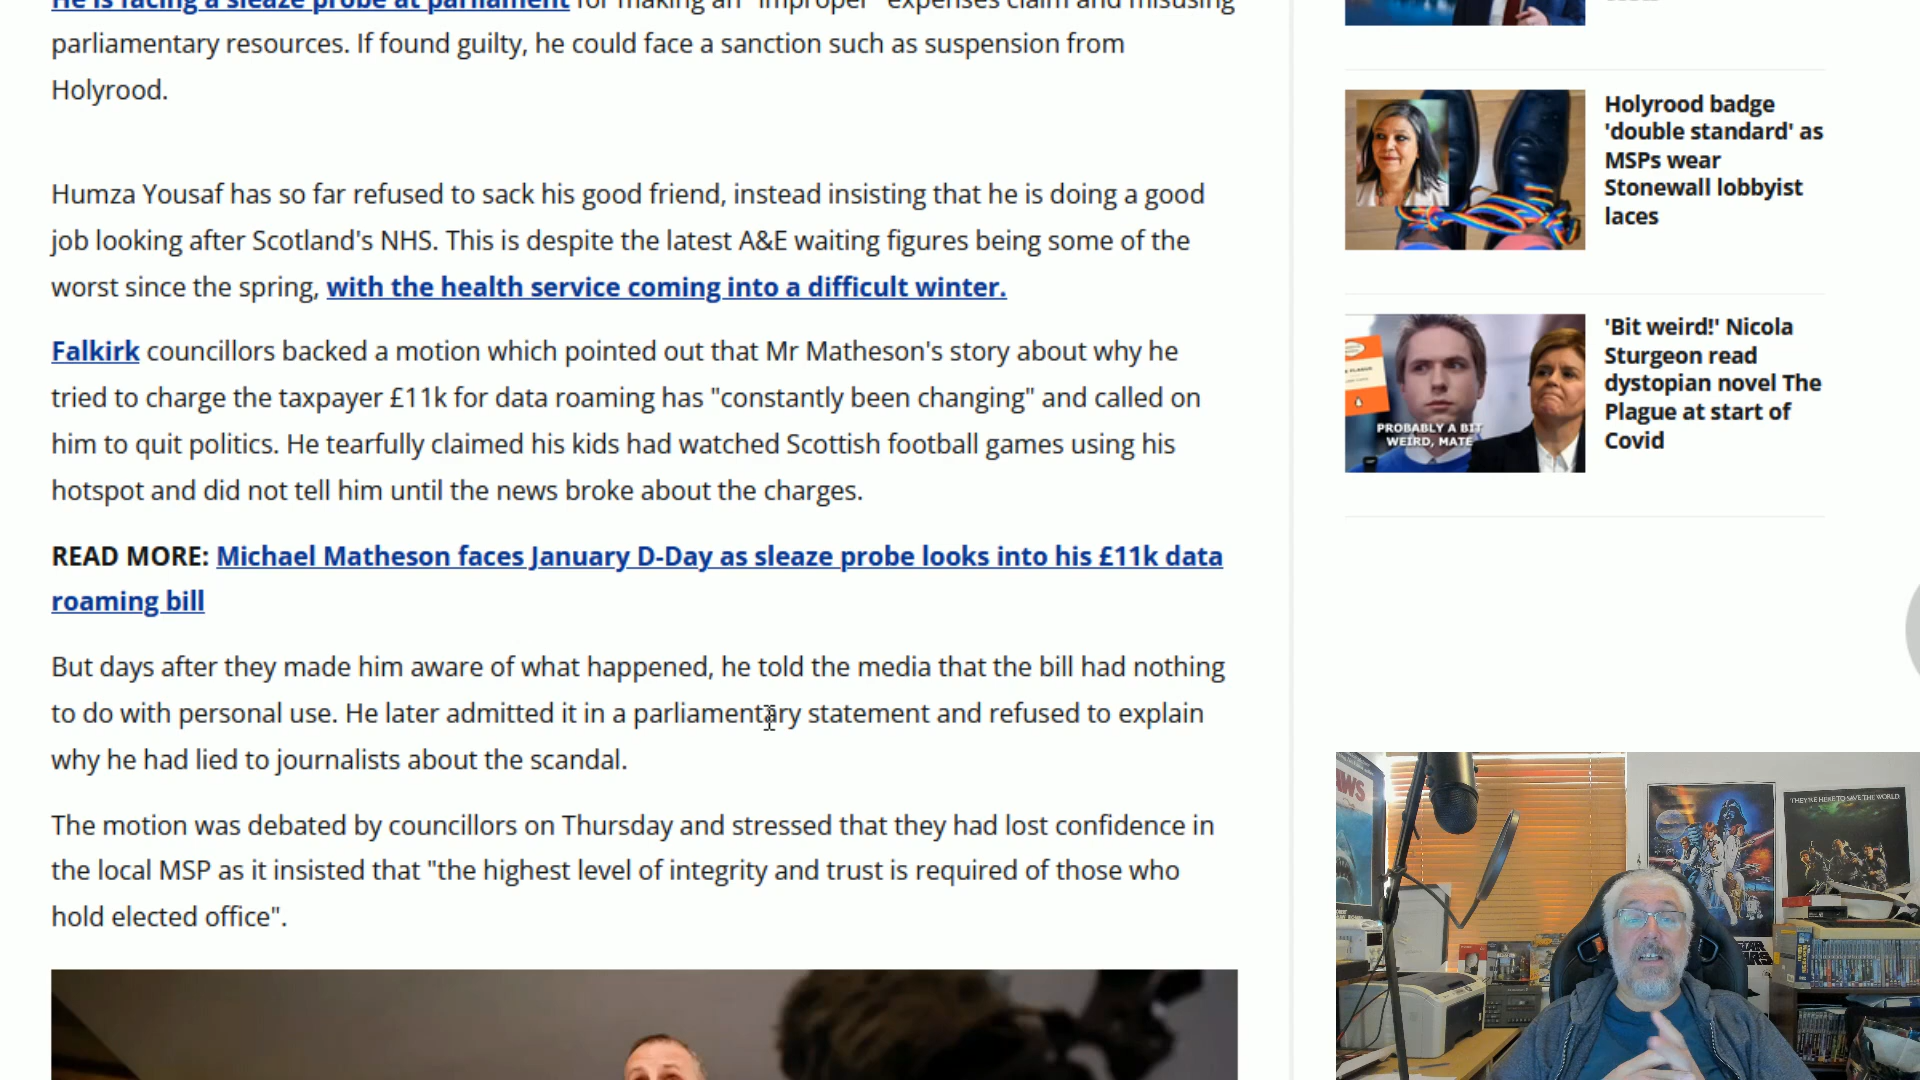 He is facing a sleaze probe at parliament for making an "improper" expenses claim and misusing
parliamentary resources. If found guilty, he could face a sanction such as suspension from
Holyrood.
Humza Yousaf has so far refused to sack his good friend, instead insisting that he is doing a good
job looking after Scotland's NHS. This is despite the latest A&E waiting figures being some of the
worst since the spring, with the health service coming into a difficult winter.
Falkirk councillors backed a motion which pointed out that Mr Matheson's story about why he
tried to charge the taxpayer £11k for data roaming has "constantly been changing" and called on
him to quit politics. He tearfully claimed his kids had watched Scottish football games using his
hotspot and did not tell him until the news broke about the charges.
READ MORE: Michael Matheson faces January D-Day as sleaze probe looks into his £11k data
roaming bill
But days after they made him aware of what happened, he told the media that the bill had nothing
to do with personal use. He later admitted it in a parliamentary statement and refused to explain
why he had lied to journalists about the scandal.
The motion was debated by councillors on Thursday and stressed that they had lost confidence in
the local MSP as it insisted that "the highest level of integrity and trust is required of those who
hold elected office".
Holyrood badge
'double standard' as
MSPs wear
Stonewall lobbyist
laces
'Bit weird!' Nicola
Sturgeon read
dystopian novel The
Plague at start of
Covid
PROBABLY A BIT
WEIRD, MATE
THEY'RE HERE TO SAVE THE WORLD